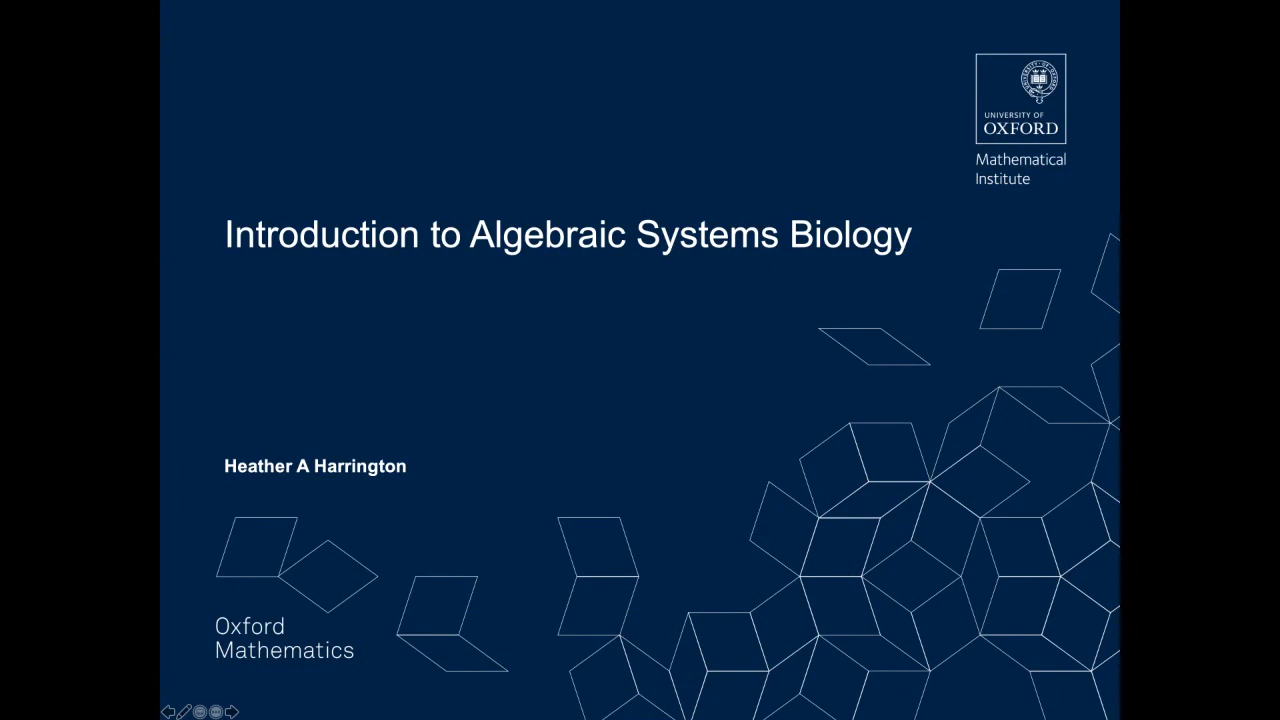 UNIVERSITY OF
OXFORD
Mathematical
Institute
Introduction to Algebraic Systems Biology
Heather A Harrington
Oxford
Mathematics